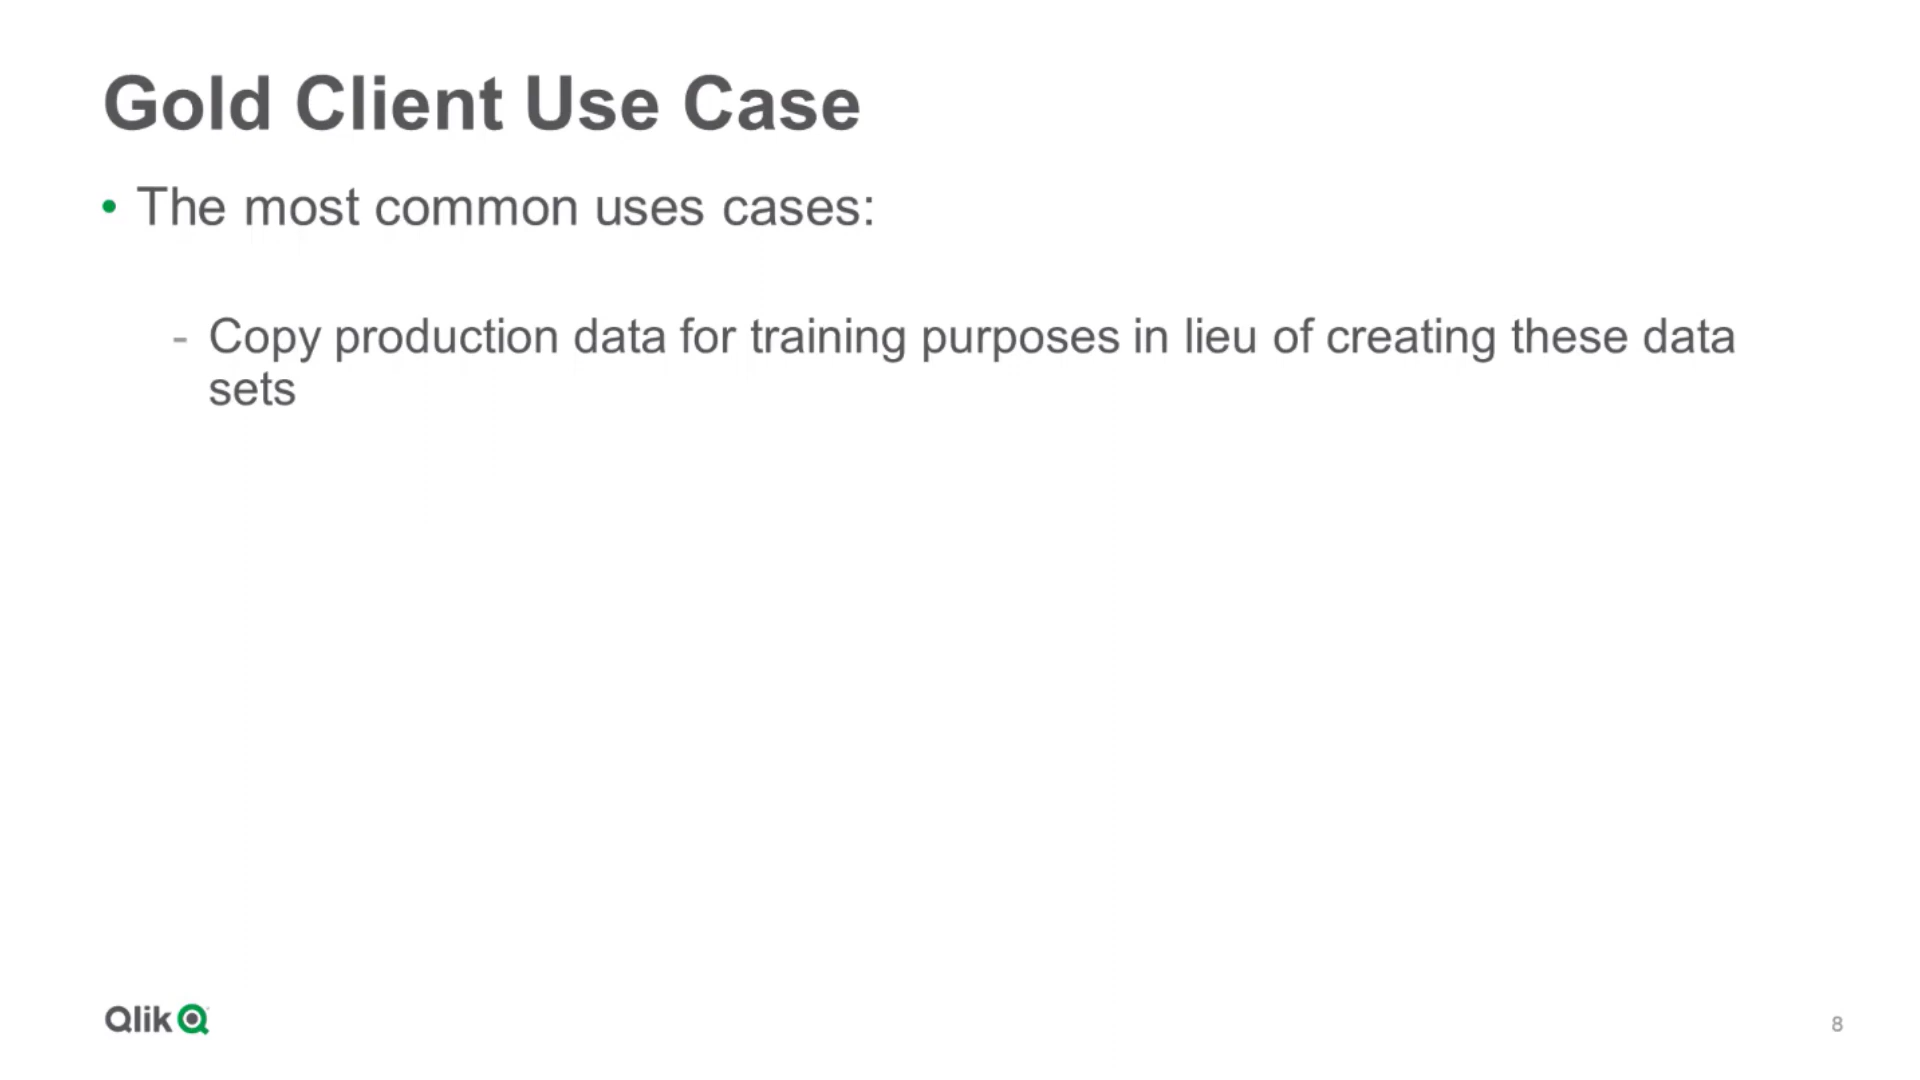 Gold Client Use Case
• The most common uses cases:
- Copy production data for training purposes in lieu of creating these data
sets
Qlik
8